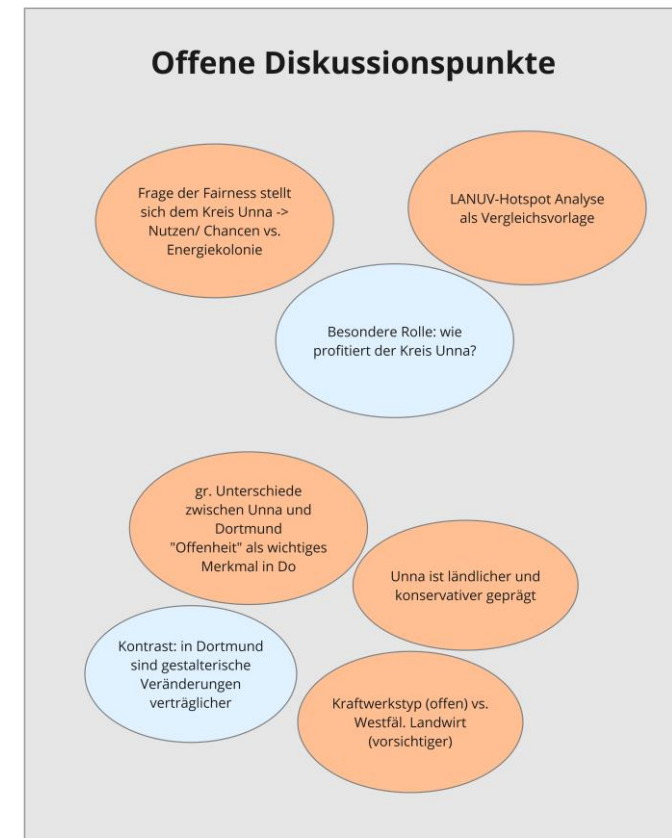 Offene Diskussionspunkte
Frage der Fairness stellt
sich dem Kreis Unna ->
Nutzen/ Chancen vs.
Energiekolonie
LANUV-Hotspot Analyse
als Vergleichsvorlage
Besondere Rolle: wie
profitiert der Kreis Unna?
gr. Unterschiede
zwischen Unna und
Dortmund
"Offenheit" als wichtiges
Merkmal in Do
Unna ist ländlicher und
konservativer geprägt
Kontrast: in Dortmund
sind gestalterische
Veränderungen
verträglicher
Kraftwerkstyp (offen) vs.
Westfäl. Landwirt
(vorsichtiger)